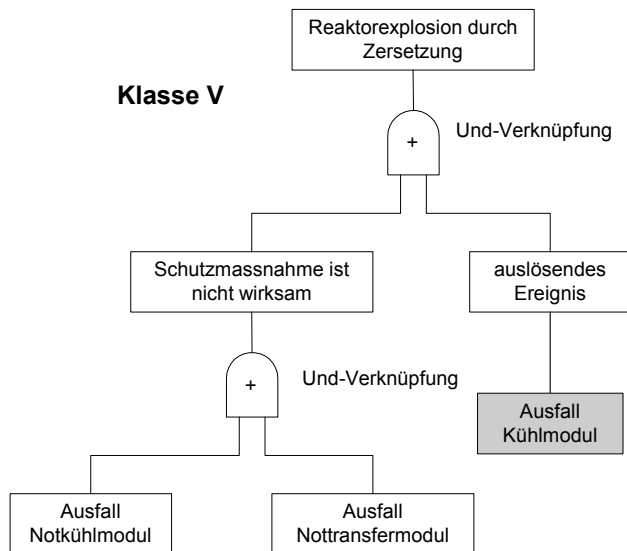 Reaktorexplosion durch
Zersetzung
Klasse V
Und-Verknüpfung
+
Schutzmassnahme ist
nicht wirksam
auslösendes
Ereignis
Und-Verknüpfung
+
Ausfall
Kühlmodul
Ausfall
Notkühlmodul
Ausfall
Nottransfermodul